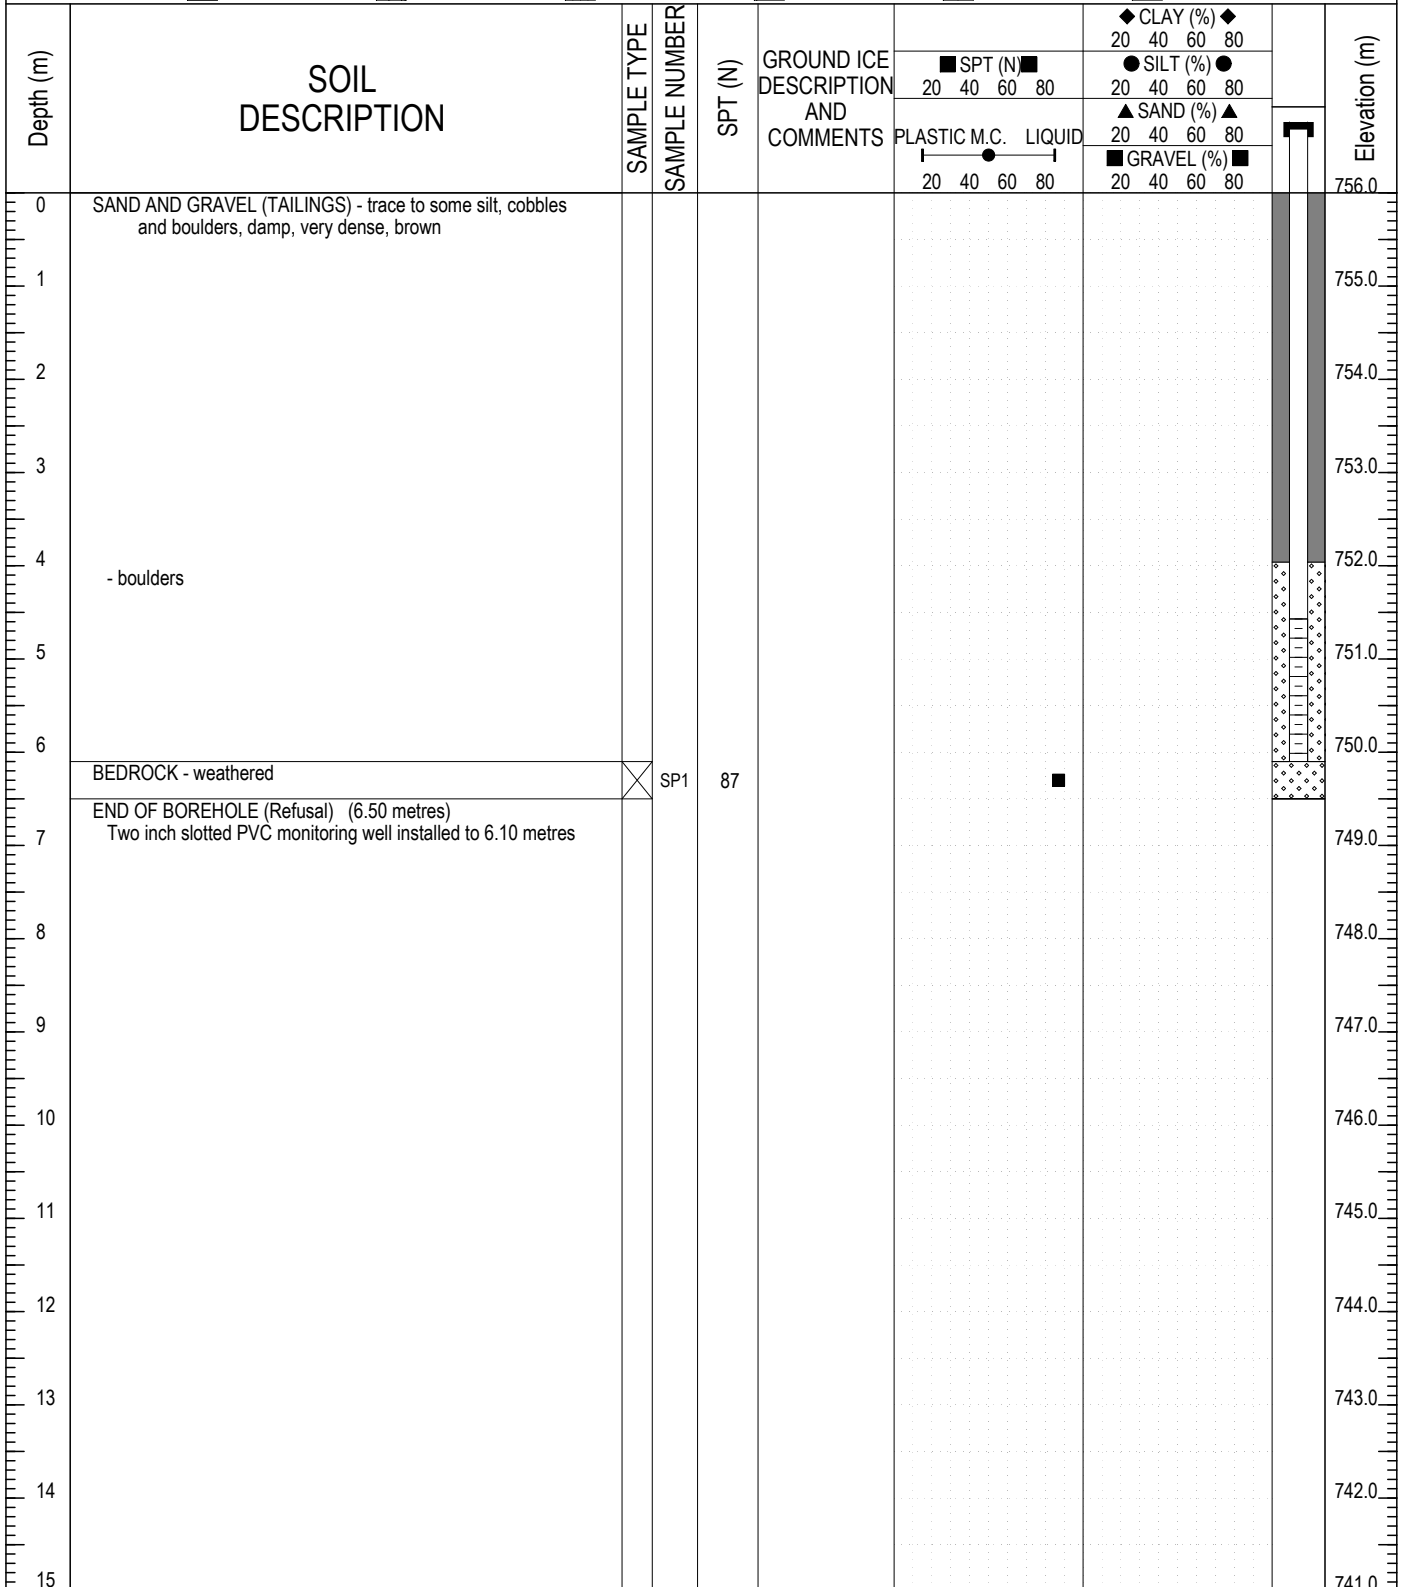 Depth (m)
SOIL
DESCRIPTION
SAMPLE TYPE
SAMPLE NUMBER
SPT (N)
GROUND ICE
DESCRIPTION
AND
COMMENTS
■ SPT (N) ■
20 40 60 80
PLASTIC M.C. LIQUID
20 40 60 80
◆ CLAY (%) ◆
20 40 60 80
● SILT (%) ●
20 40 60 80
▲ SAND (%) ▲
20 40 60 80
■ GRAVEL (%) ■
20 40 60 80
Elevation (m)
756.0
0
SAND AND GRAVEL (TAILINGS) - trace to some silt, cobbles
and boulders, damp, very dense, brown
1
755.0
2
754.0
3
753.0
4
752.0
- boulders
5
751.0
6
750.0
BEDROCK - weathered
SP1
87
END OF BOREHOLE (Refusal) (6.50 metres)
Two inch slotted PVC monitoring well installed to 6.10 metres
7
749.0
8
748.0
9
747.0
10
746.0
11
745.0
12
744.0
13
743.0
14
742.0
15
741.0